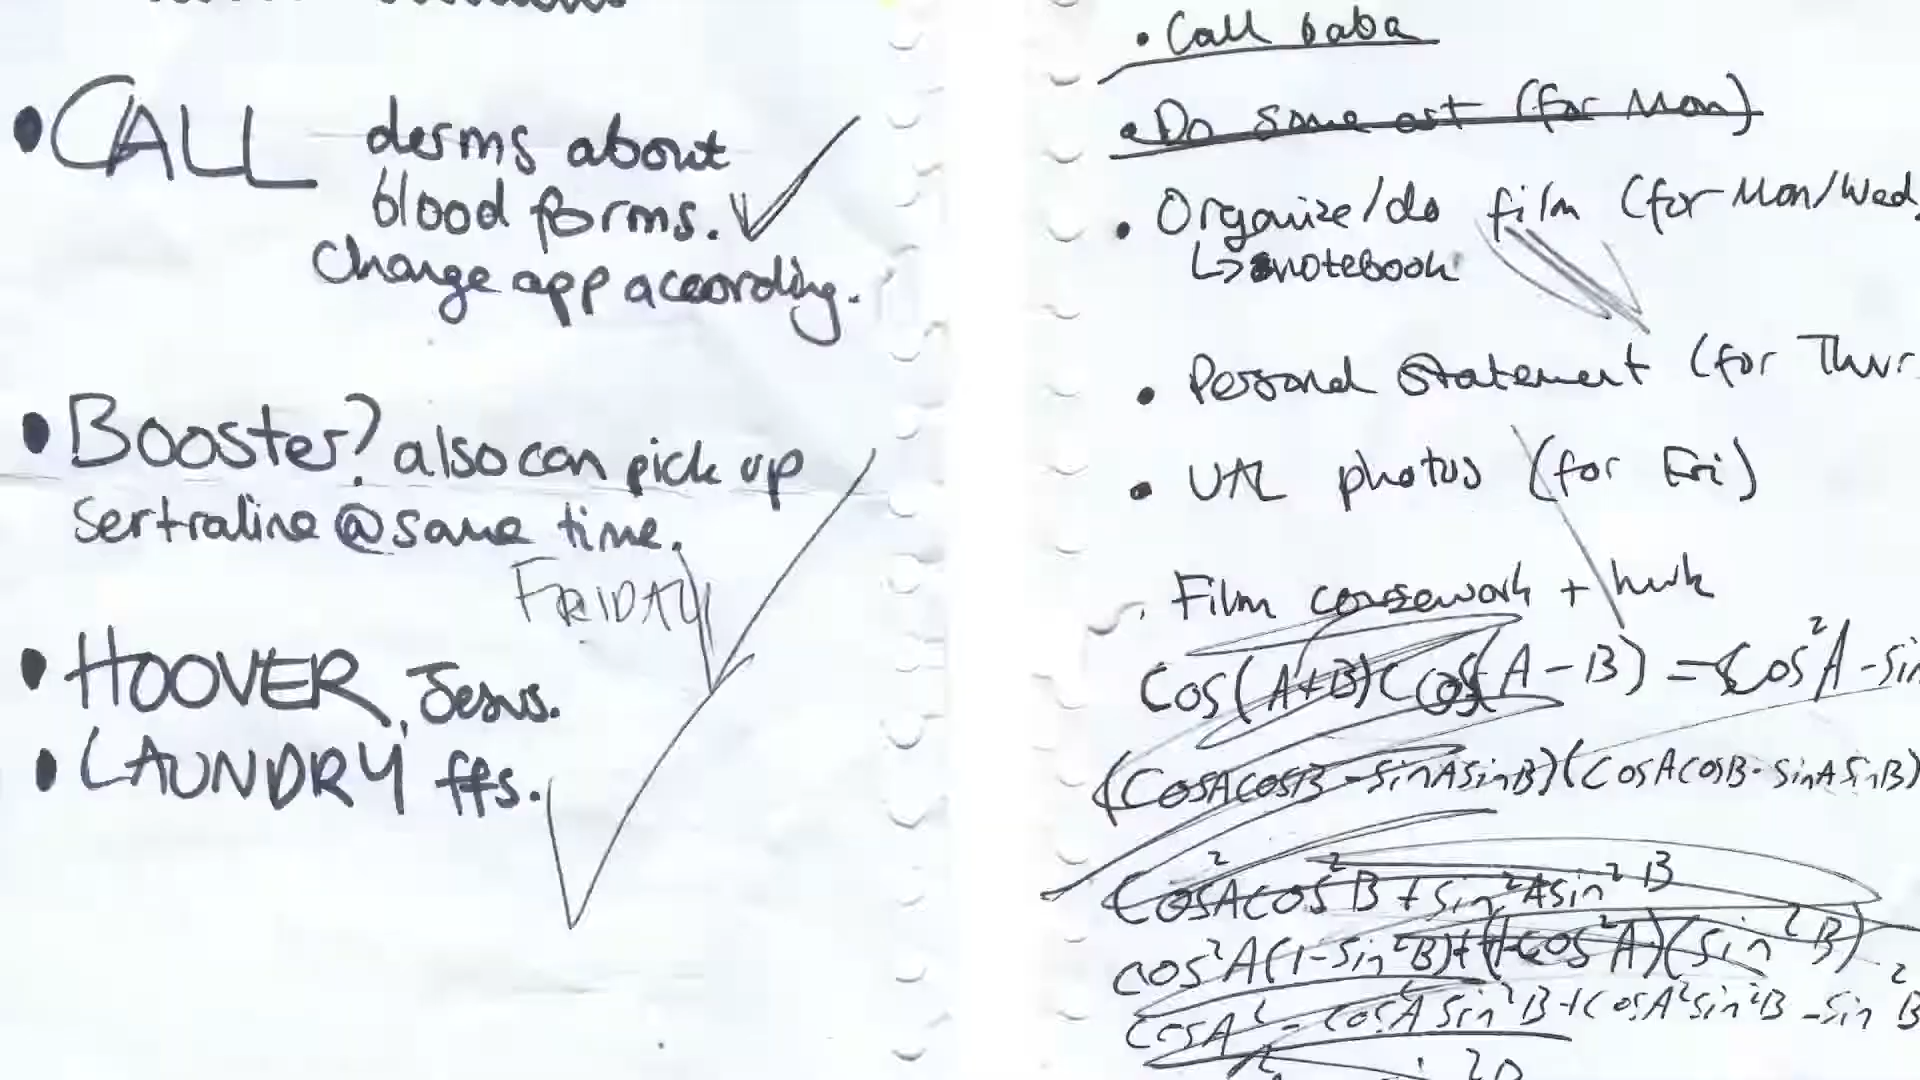 • CALL derms about
blood forms.
Change app according.
• Booster? also can pick up
Sertraline @ same time.
FRIDAY
• HOOVER, Jesus.
• LAUNDRY ffs.
• Call baba
• Do some art (for Mon)
• Organize/do film (for Mon/Wed.
↳ notebook
• Personal Statement (for Thur
• UAL photos (for Fri)
• Film coursework + hwk
Cos(A+B)Cos(A-B) = Cos²A - Sin
(CosAcosB - SinASinB)(CosAcosB - SinASinB)
Cos²Acos²B + Sin²Asin²B
Cos²A(1-Sin²B)+(1-Cos²A)(Sin²B)
CosA² - Cos²A Sin²B + CosA²Sin²B - Sin²B